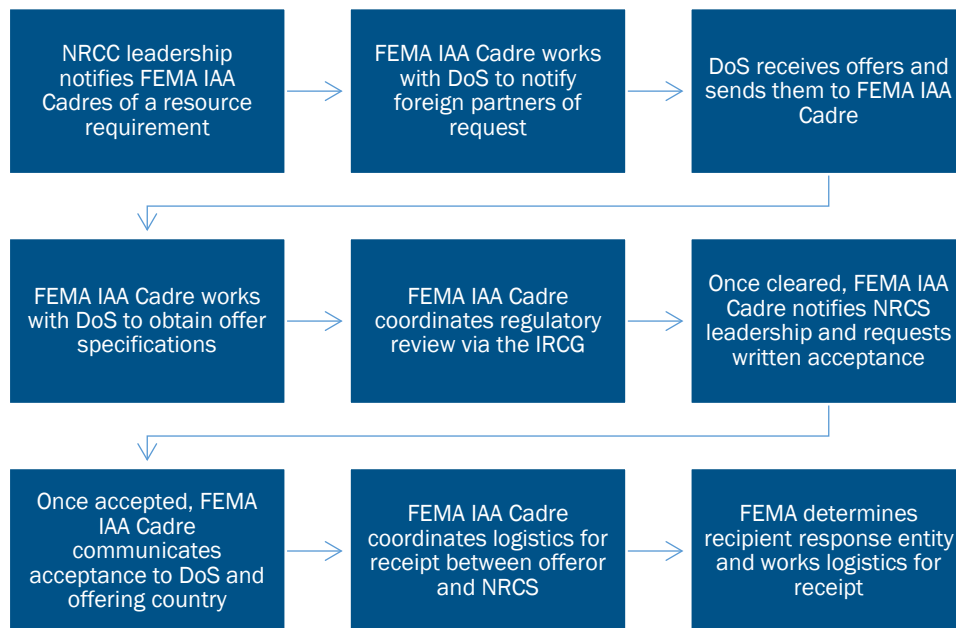 NRCC leadership
notifies FEMA IAA
Cadres of a resource
requirement
FEMA IAA Cadre works
with DoS to notify
foreign partners of
request
DoS receives offers and
sends them to FEMA IAA
Cadre
FEMA IAA Cadre works
with DoS to obtain offer
specifications
FEMA IAA Cadre
coordinates regulatory
review via the IRCG
Once cleared, FEMA IAA
Cadre notifies NRCS
leadership and requests
written acceptance
Once accepted, FEMA
IAA Cadre
communicates
acceptance to DoS and
offering country
FEMA IAA Cadre
coordinates logistics for
receipt between offeror
and NRCS
FEMA determines
recipient response entity
and works logistics for
receipt